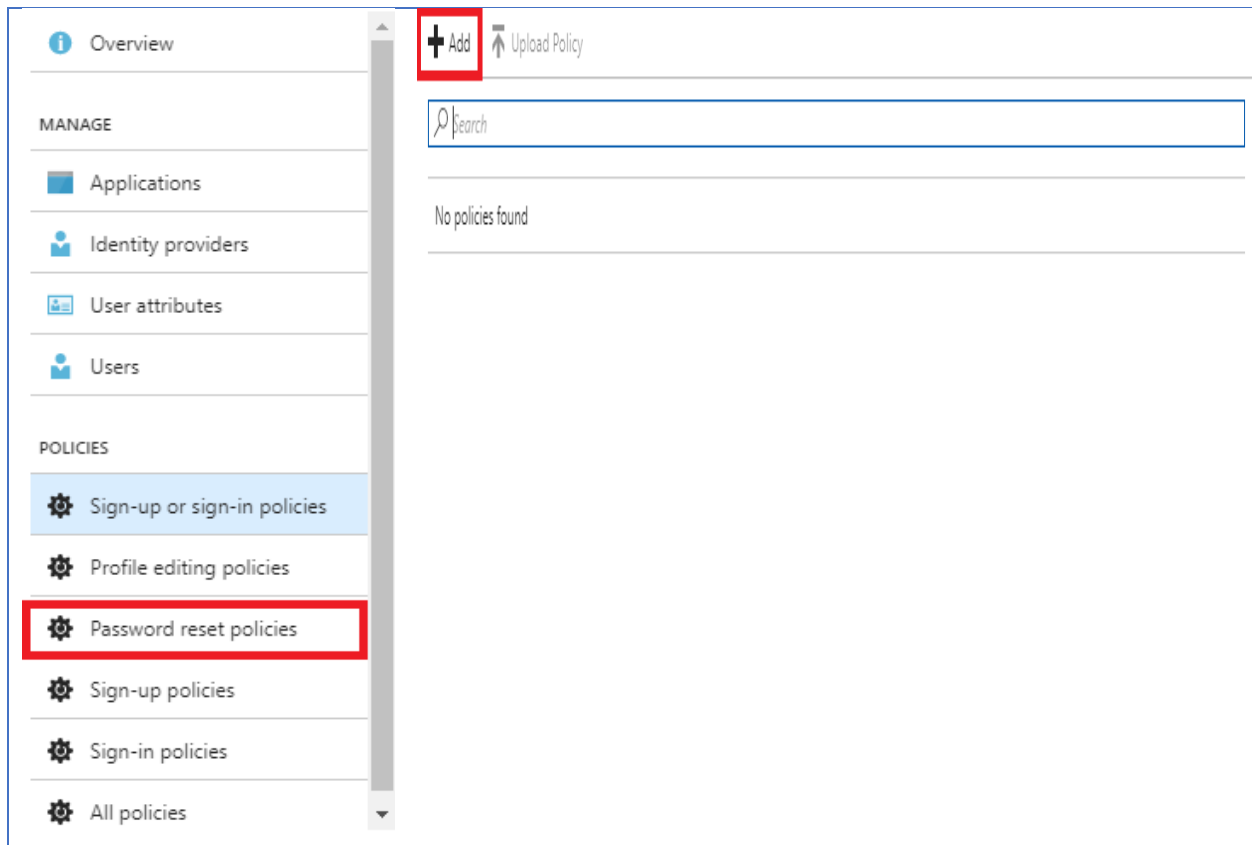 Overview
MANAGE
Applications
Identity providers
User attributes
Users
POLICIES
Sign-up or sign-in policies
Profile editing policies
Password reset policies
Sign-up policies
Sign-in policies
All policies
Add Upload Policy
Search
No policies found